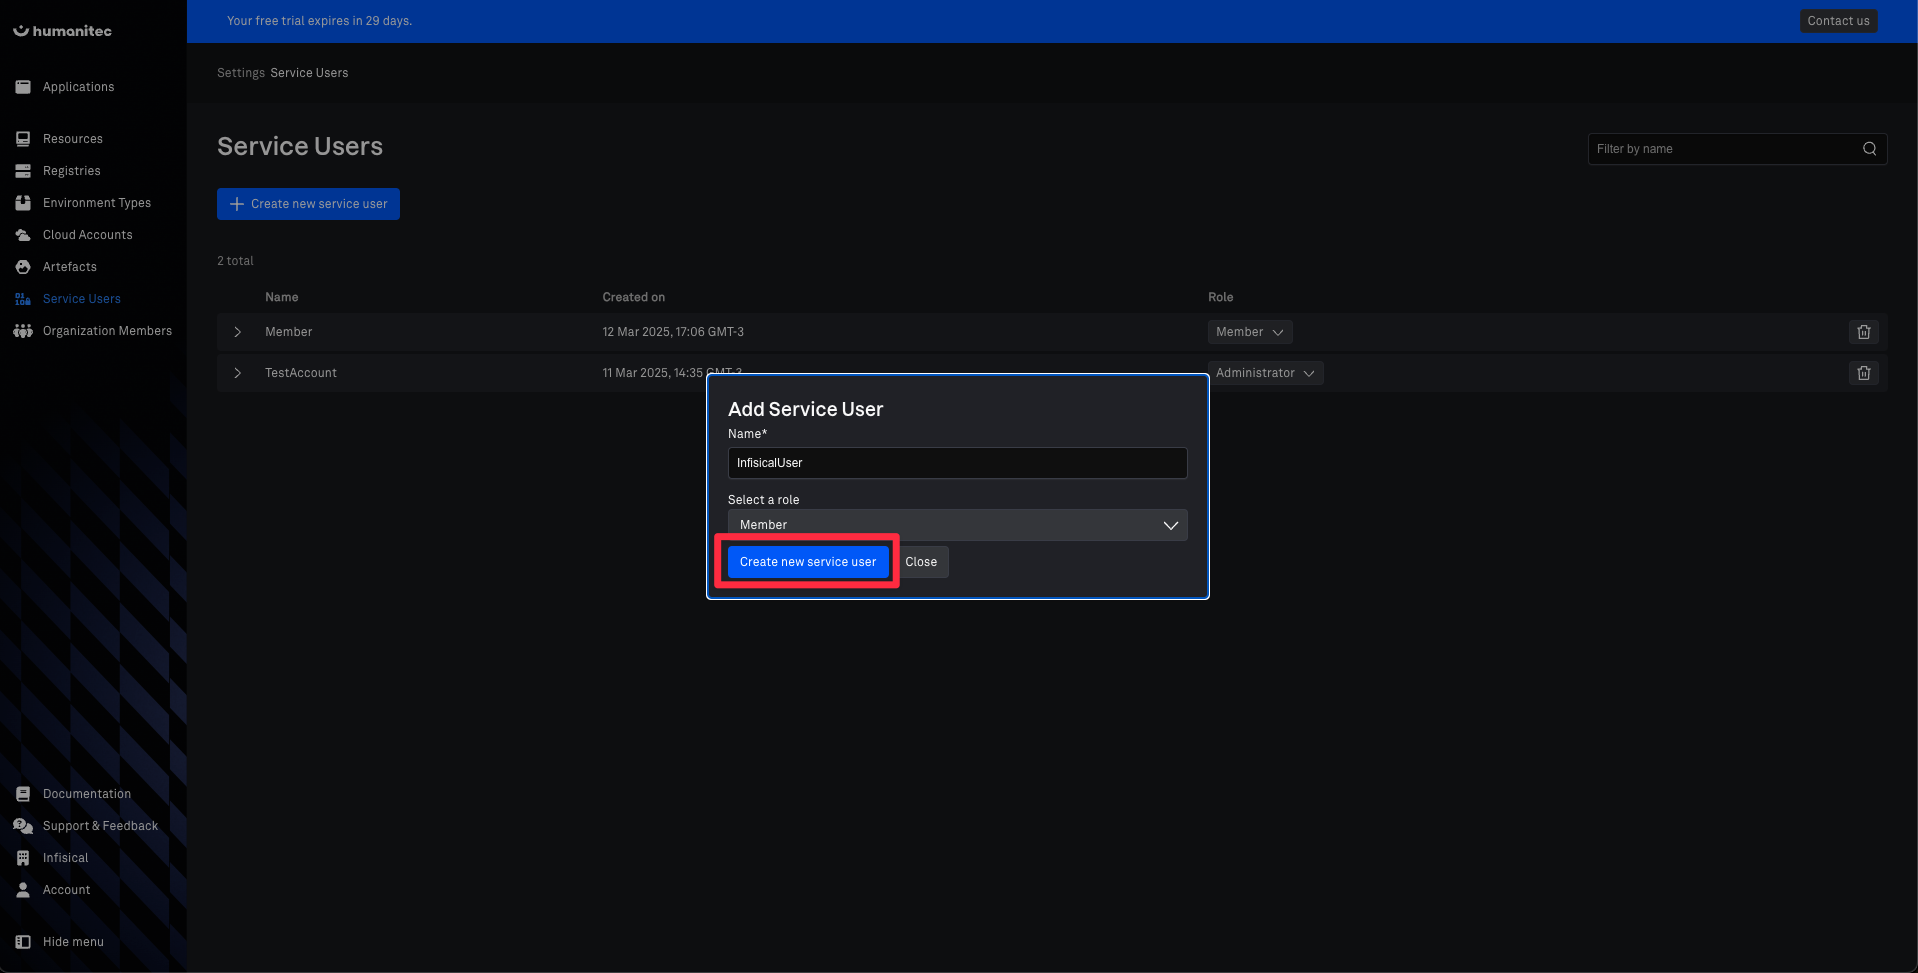 humanitec
Your free trial expires in 29 days.
Contact us
Settings Service Users
Applications
Resources
Registries
Environment Types
Cloud Accounts
Artefacts
Service Users
Organization Members
Service Users
Filter by name
Create new service user
2 total
Name Created on Role
Member 12 Mar 2025, 17:06 GMT-3 Member
TestAccount 11 Mar 2025, 14:35 GMT-3 Administrator
Add Service User
Name*
InfisicalUser
Select a role
Member
Create new service user Close
Documentation
Support & Feedback
Infisical
Account
Hide menu